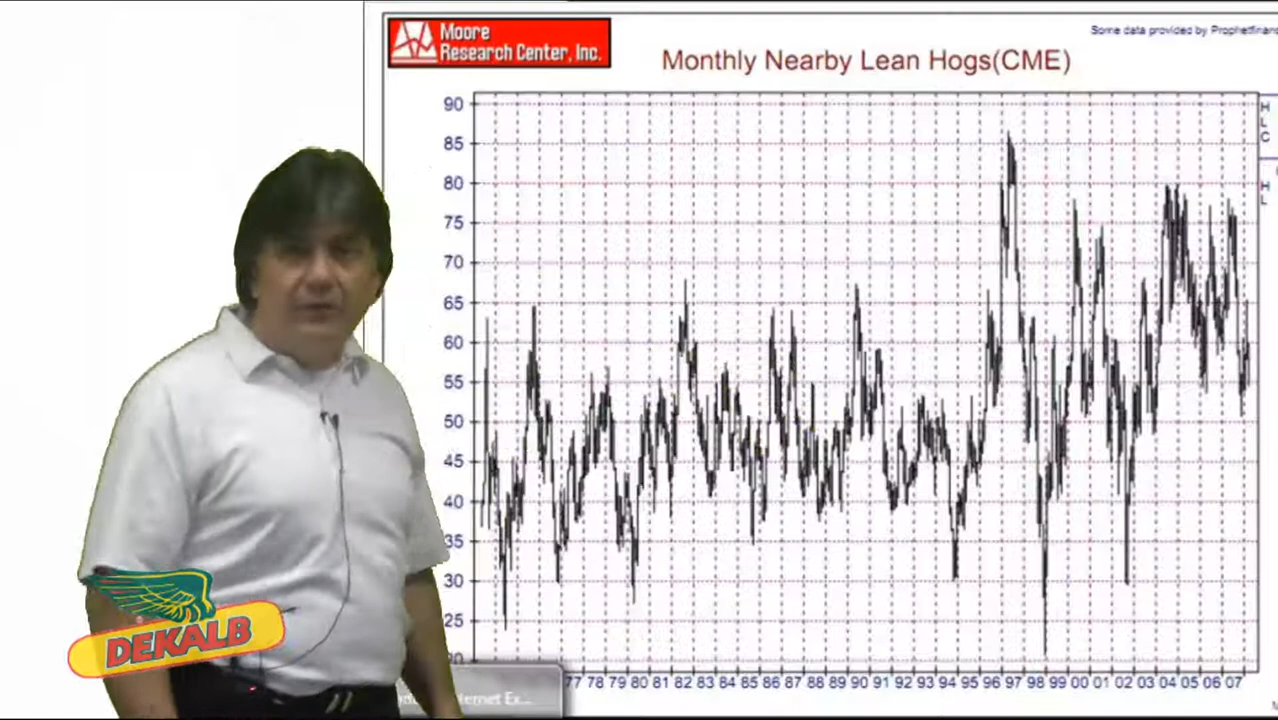 Some data provided by Prophetfinanc
Moore
Research Center, Inc.
Monthly Nearby Lean Hogs(CME)
90
85
80
75
70
65
60
55
50
45
40
35
30
25
20
H
L
C
H
L
DEKALB
77 78 79 80 81 82 83 84 85 86 87 88 89 90 91 92 93 94 95 96 97 98 99 00 01 02 03 04 05 06 07
ternet Ex...